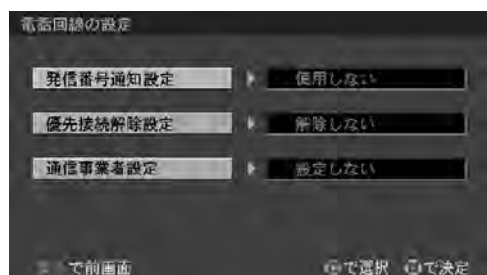 電話回線の設定
発信番号通知設定 使用しない
優先接続解除設定 解除しない
通信事業者設定 設定しない
で前画面 で選択 で決定